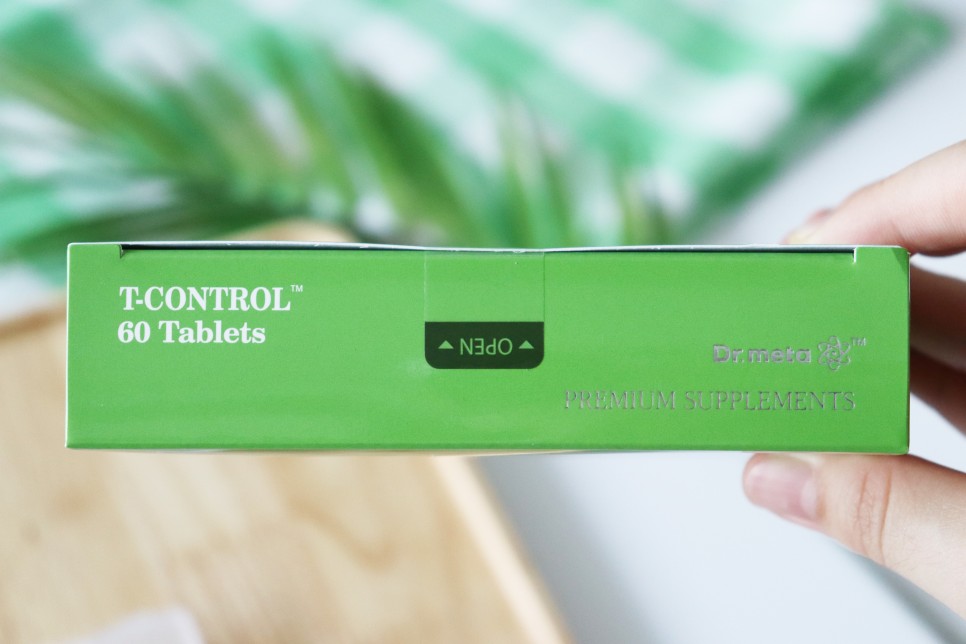 T-CONTROL™
60 Tablets
OPEN
Dr.meta™
PREMIUM SUPPLEMENTS